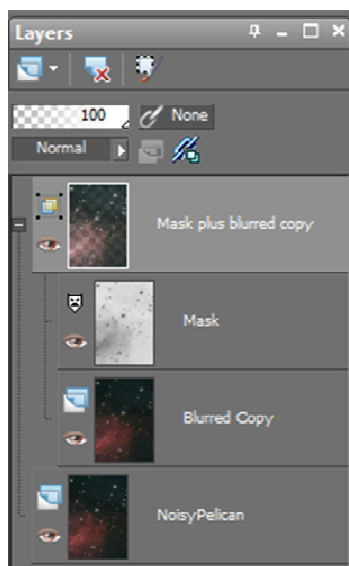 Layers
100 None
Normal
Mask plus blurred copy
Mask
Blurred Copy
NoisyPelican